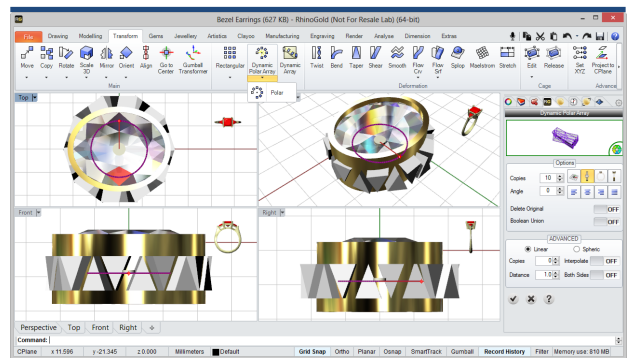 RG
Bezel Earrings (627 KB) - RhinoGold (Not For Resale Lab) (64-bit)
File Drawing Modelling Transform Gems Jewellery Artistics Clayoo Manufacturing Engraving Render Analyse Dimension Extras
Move Copy Rotate Scale 3D Mirror Orient Align Go to Center Gumball Transformer Rectangular Dynamic Polar Array Dynamic Array Twist Bend Taper Shear Smooth Flow Crv Flow Srf Splop Maelstrom Stretch Edit Release Set XYZ Project to CPlane
Main Deformation Cage Advance
Polar
Top
Front
Right
Dynamic Polar Array
Options
Copies 10
Angle 0
Delete Original OFF
Boolean Union OFF
ADVANCED
Linear Spheric
Copies 0 Interpolate OFF
Distance 1.0 Both Sides OFF
Perspective Top Front Right
Command:
CPlane x 11.596 y -21.345 z 0.000 Millimeters Default Grid Snap Ortho Planar Osnap SmartTrack Gumball Record History Filter Memory use: 810 MB